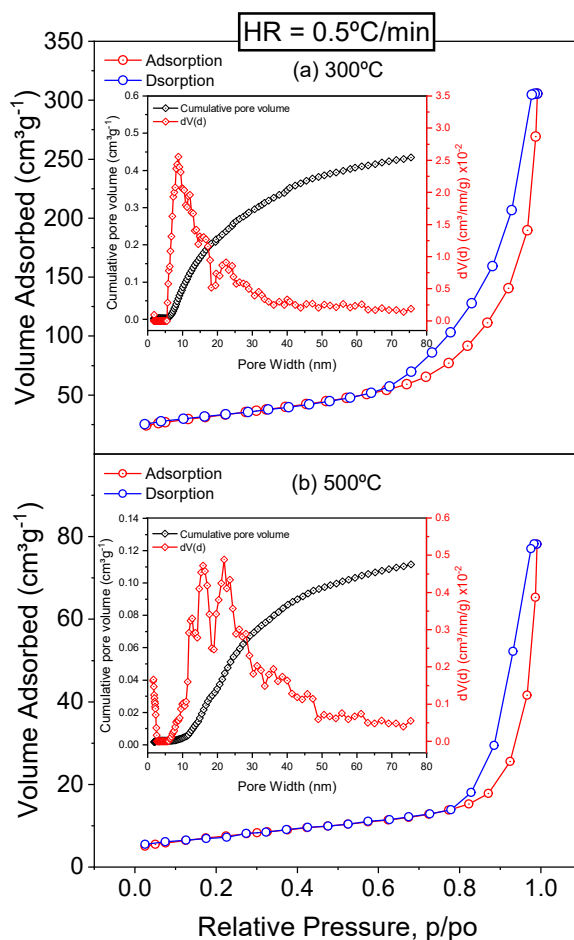 HR = 0.5ºC/min
350
300
250
200
150
100
50
Volume Adsorbed (cm³g⁻¹)
Adsorption
Dsorption
(a) 300ºC
0.6
0.5
0.4
0.3
0.2
0.1
0.0
Cumulative pore volume (cm³g⁻¹)
Cumulative pore volume
dV(d)
3.5
3.0
2.5
2.0
1.5
1.0
0.5
0.0
dV(d) (cm³/nm/g) x10⁻²
0 10 20 30 40 50 60 70 80
Pore Width (nm)
80
60
40
20
0
Volume Adsorbed (cm³g⁻¹)
Adsorption
Dsorption
(b) 500ºC
0.14
0.12
0.10
0.08
0.06
0.04
0.02
0.00
Cumulative pore volume (cm³g⁻¹)
Cumulative pore volume
dV(d)
0.6
0.5
0.4
0.3
0.2
0.1
0.0
dV(d) (cm³/nm/g) x10⁻²
0 10 20 30 40 50 60 70 80
Pore Width (nm)
0.0 0.2 0.4 0.6 0.8 1.0
Relative Pressure, p/po